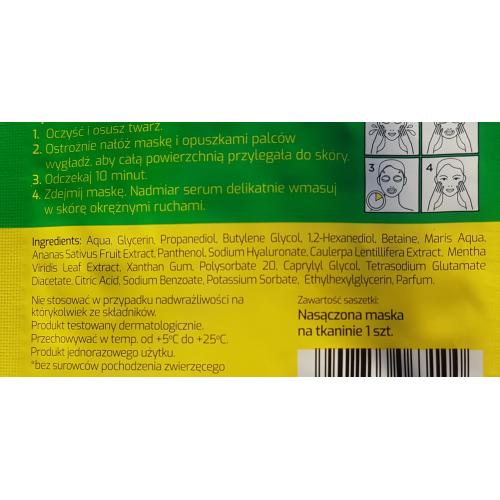 1. Oczyść i osusz twarz.
2. Ostrożnie nałóż maskę i opuszkami palców
wygładź, aby całą powierzchnią przylegała do skóry.
3. Odczekaj 10 minut.
4. Zdejmij maskę. Nadmiar serum delikatnie wmasuj
w skórę okrężnymi ruchami.
3
4
Ingredients: Aqua, Glycerin, Propanediol, Butylene Glycol, 1,2-Hexanediol, Betaine, Maris Aqua,
Ananas Sativus Fruit Extract, Panthenol, Sodium Hyaluronate, Caulerpa Lentillifera Extract, Mentha
Viridis Leaf Extract, Xanthan Gum, Polysorbate 20, Caprylyl Glycol, Tetrasodium Glutamate
Diacetate, Citric Acid, Sodium Benzoate, Potassium Sorbate, Ethylhexylglycerin, Parfum.
Nie stosować w przypadku nadwrażliwości na
którykolwiek ze składników.
Produkt testowany dermatologicznie.
Przechowywać w temp. od +5°C do +25°C.
Produkt jednorazowego użytku.
*bez surowców pochodzenia zwierzęcego
Zawartość saszetki:
Nasączona maska
na tkaninie 1 szt.